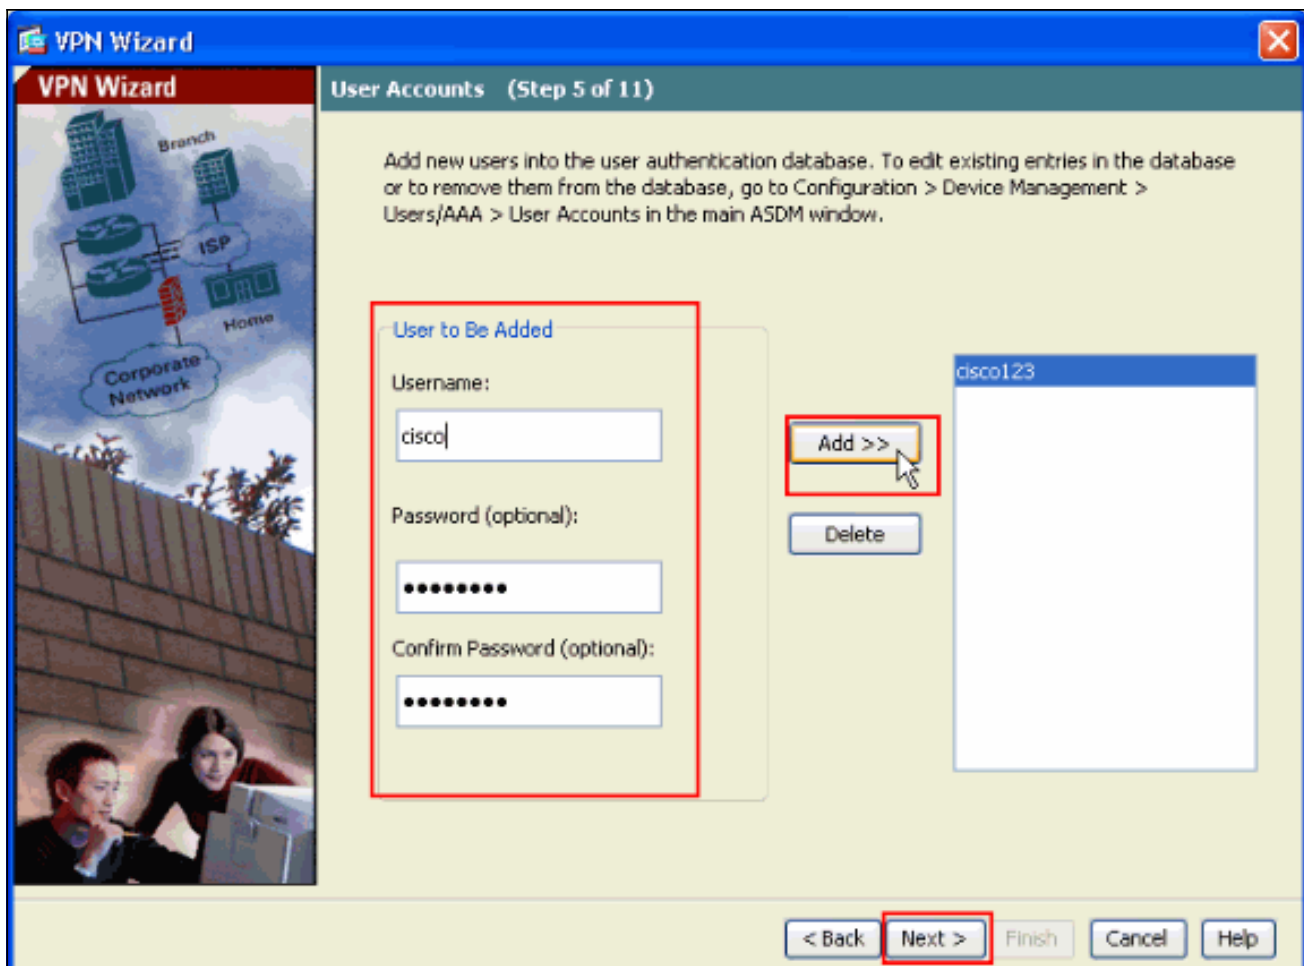 VPN Wizard
VPN Wizard
Branch
ISP
Home
Corporate
Network
User Accounts (Step 5 of 11)
Add new users into the user authentication database. To edit existing entries in the database
or to remove them from the database, go to Configuration > Device Management >
Users/AAA > User Accounts in the main ASDM window.
User to Be Added
Username:
cisco
Password (optional):
••••••••
Confirm Password (optional):
••••••••
Add >>
Delete
cisco123
< Back
Next >
Finish
Cancel
Help